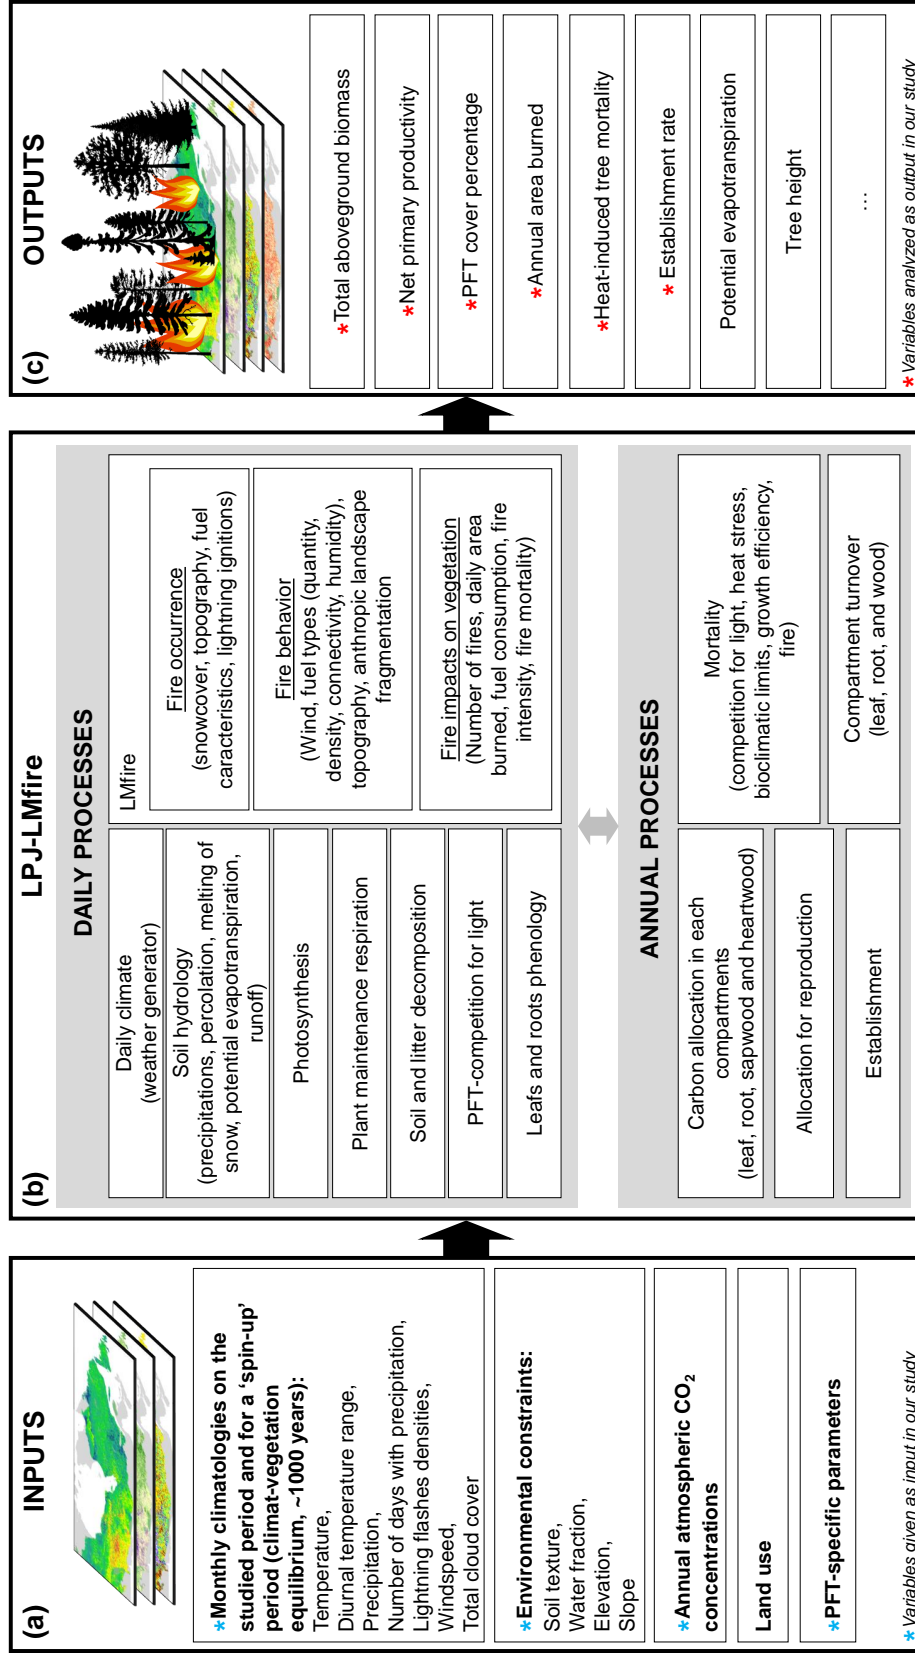 (a)
INPUTS
*Monthly climatologies on the
studied period and for a ‘spin-up’
period (climat-vegetation
equilibrium, ~1000 years):
Temperature,
Diurnal temperature range,
Precipitation,
Number of days with precipitation,
Lightning flashes densities,
Windspeed,
Total cloud cover
*Environmental constraints:
Soil texture,
Water fraction,
Elevation,
Slope
*Annual atmospheric CO2
concentrations
Land use
*PFT-specific parameters
*Variables given as input in our study
(b)
LPJ-LMfire
DAILY PROCESSES
Daily climate
(weather generator)
Soil hydrology
(precipitations, percolation, melting of
snow, potential evapotranspiration,
runoff)
Photosynthesis
Plant maintenance respiration
Soil and litter decomposition
PFT-competition for light
Leafs and roots phenology
LMfire
Fire occurrence
(snowcover, topography, fuel
caracteristics, lightning ignitions)
Fire behavior
(Wind, fuel types (quantity,
density, connectivity, humidity),
topography, anthropic landscape
fragmentation
Fire impacts on vegetation
(Number of fires, daily area
burned, fuel consumption, fire
intensity, fire mortality)
ANNUAL PROCESSES
Carbon allocation in each
compartments
(leaf, root, sapwood and heartwood)
Allocation for reproduction
Establishment
Mortality
(competition for light, heat stress,
bioclimatic limits, growth efficiency,
fire)
Compartment turnover
(leaf, root, and wood)
(c)
OUTPUTS
*Total aboveground biomass
*Net primary productivity
*PFT cover percentage
*Annual area burned
*Heat-induced tree mortality
*Establishment rate
Potential evapotranspiration
Tree height
…
*Variables analyzed as output in our study